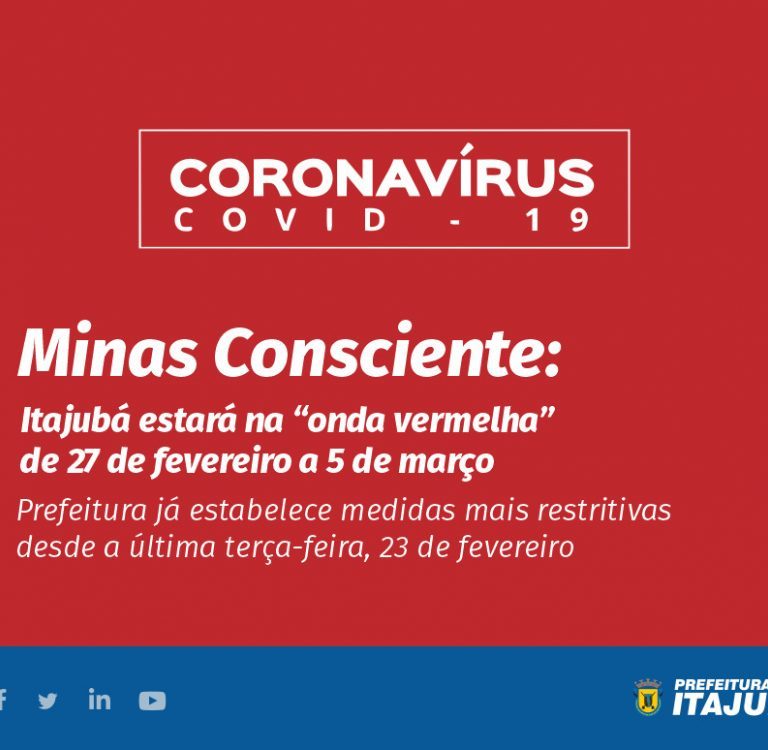 CORONAVÍRUS
COVID - 19
Minas Consciente:
Itajubá estará na “onda vermelha”
de 27 de fevereiro a 5 de março
Prefeitura já estabelece medidas mais restritivas
desde a última terça-feira, 23 de fevereiro
PREFEITURA